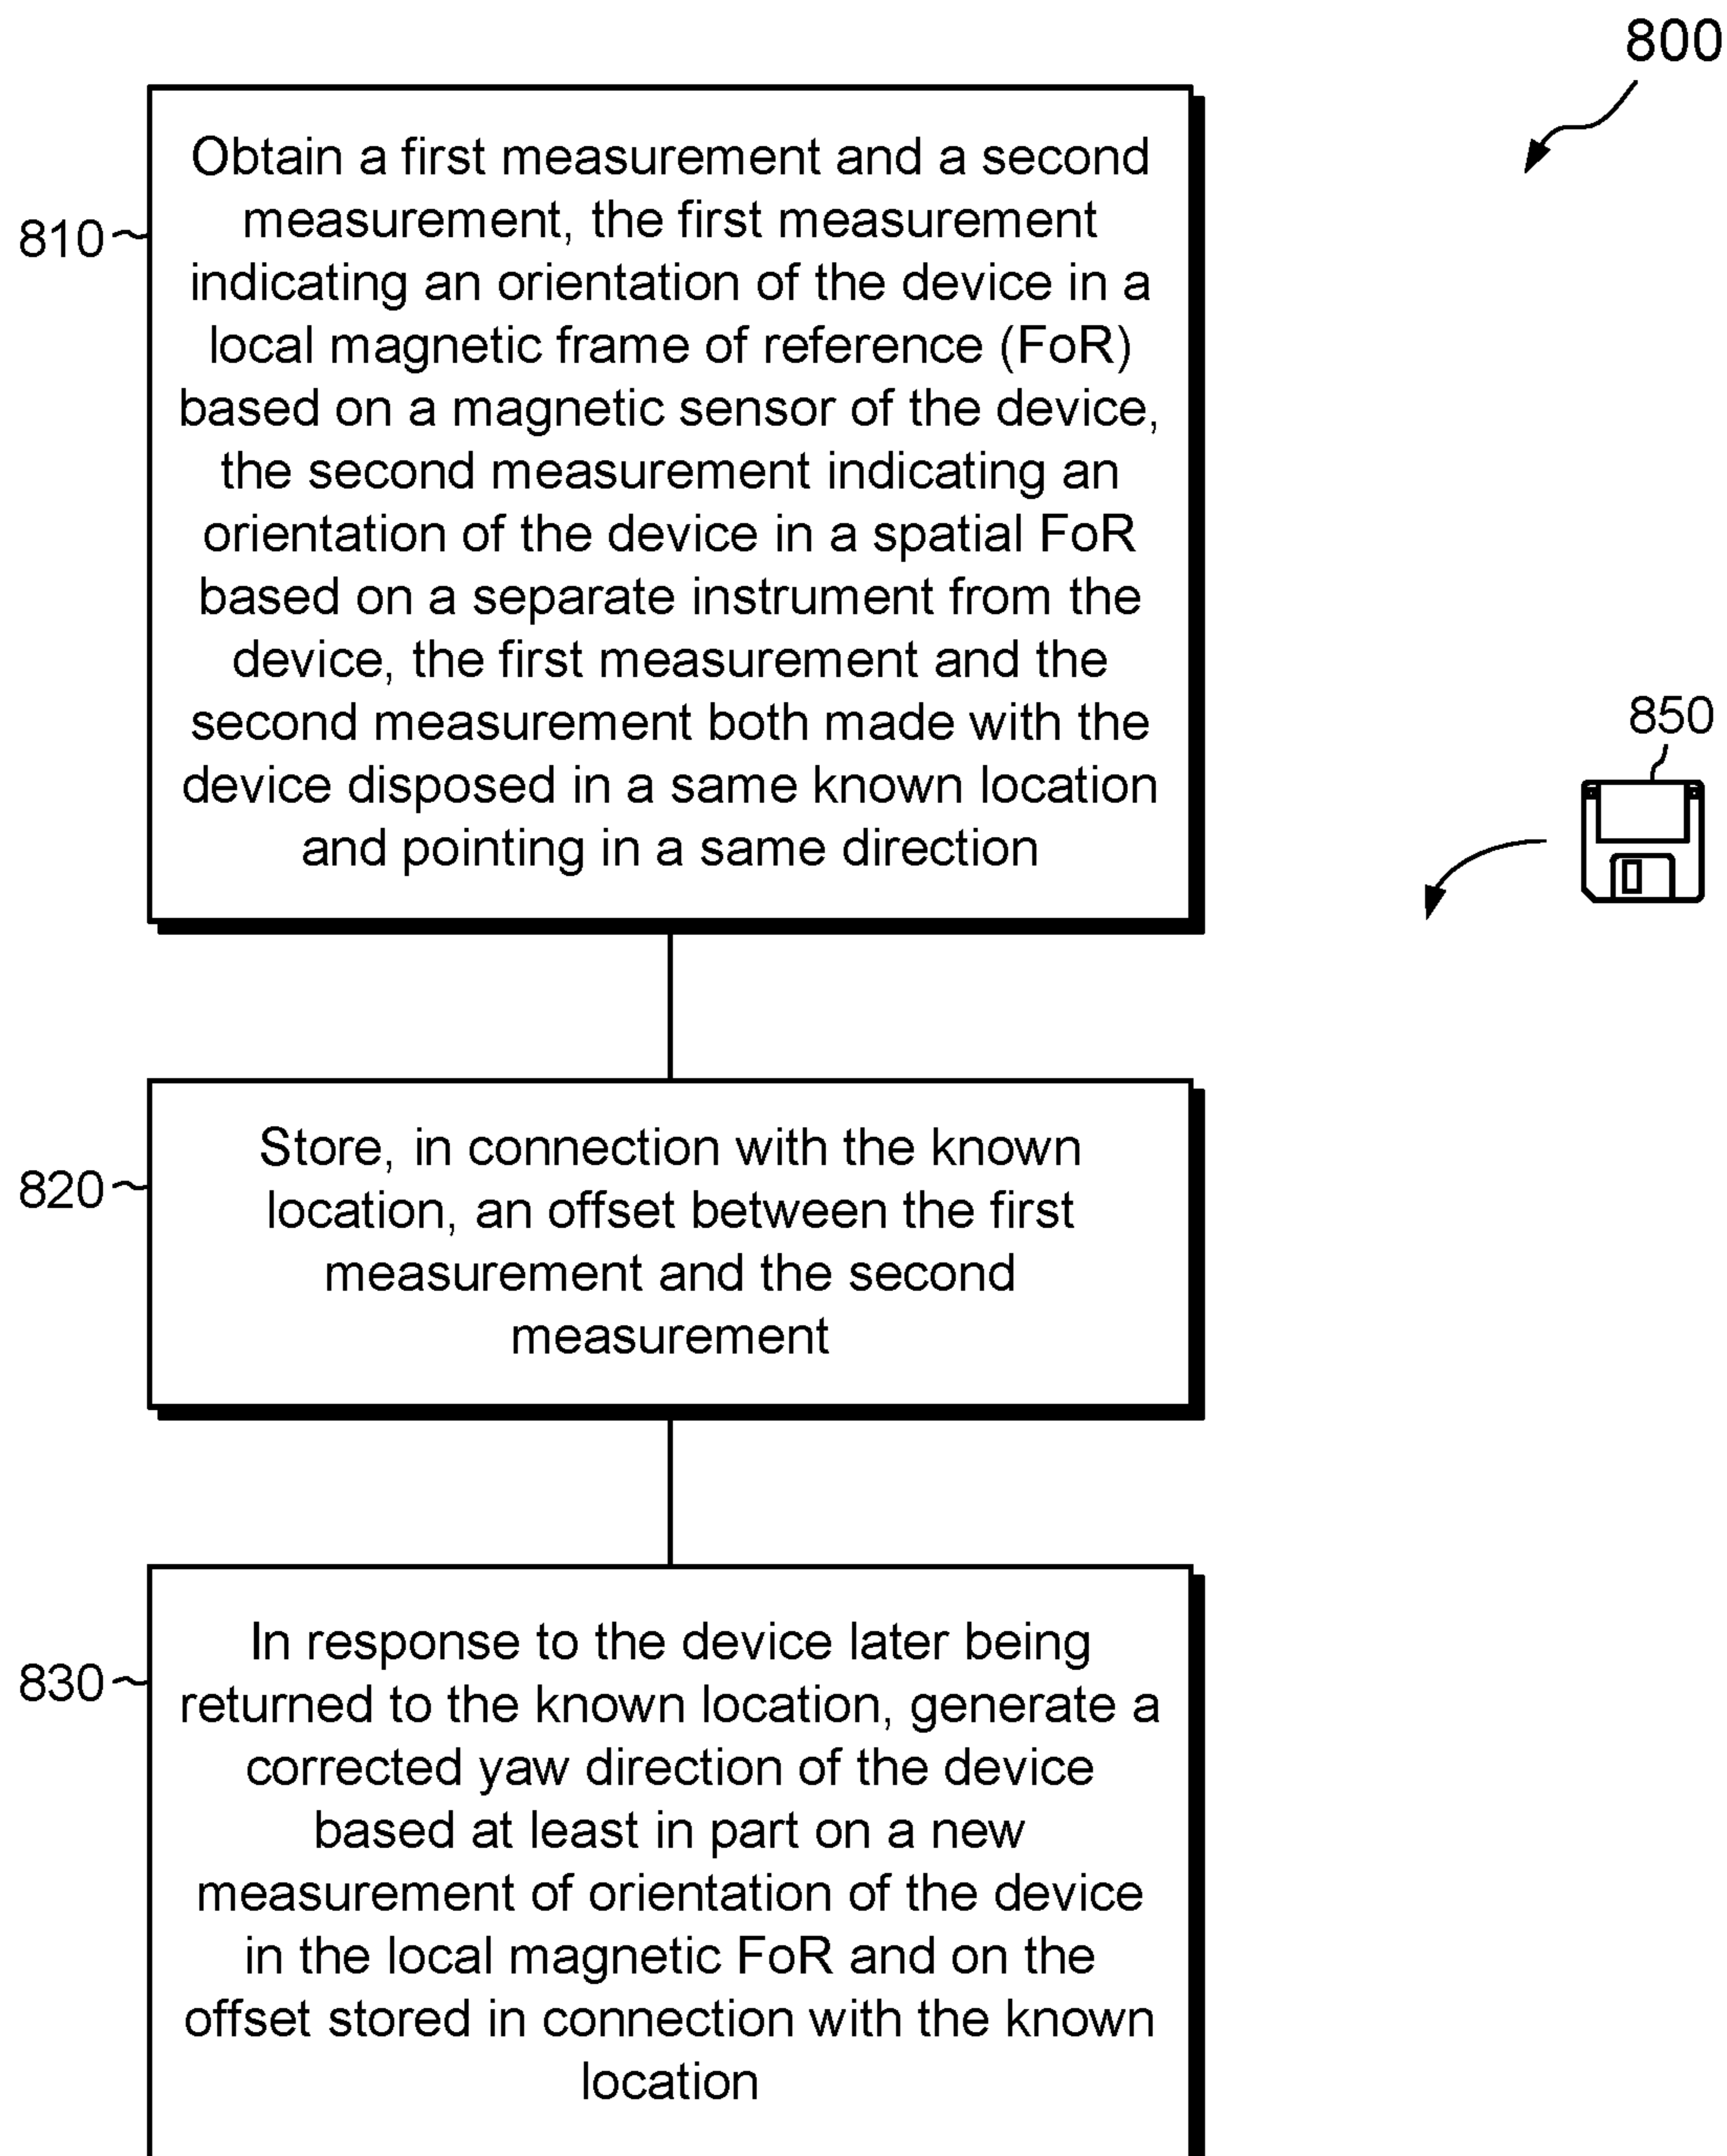 800
810
Obtain a first measurement and a second
measurement, the first measurement
indicating an orientation of the device in a
local magnetic frame of reference (FoR)
based on a magnetic sensor of the device,
the second measurement indicating an
orientation of the device in a spatial FoR
based on a separate instrument from the
device, the first measurement and the
second measurement both made with the
device disposed in a same known location
and pointing in a same direction
850
820
Store, in connection with the known
location, an offset between the first
measurement and the second
measurement
830
In response to the device later being
returned to the known location, generate a
corrected yaw direction of the device
based at least in part on a new
measurement of orientation of the device
in the local magnetic FoR and on the
offset stored in connection with the known
location